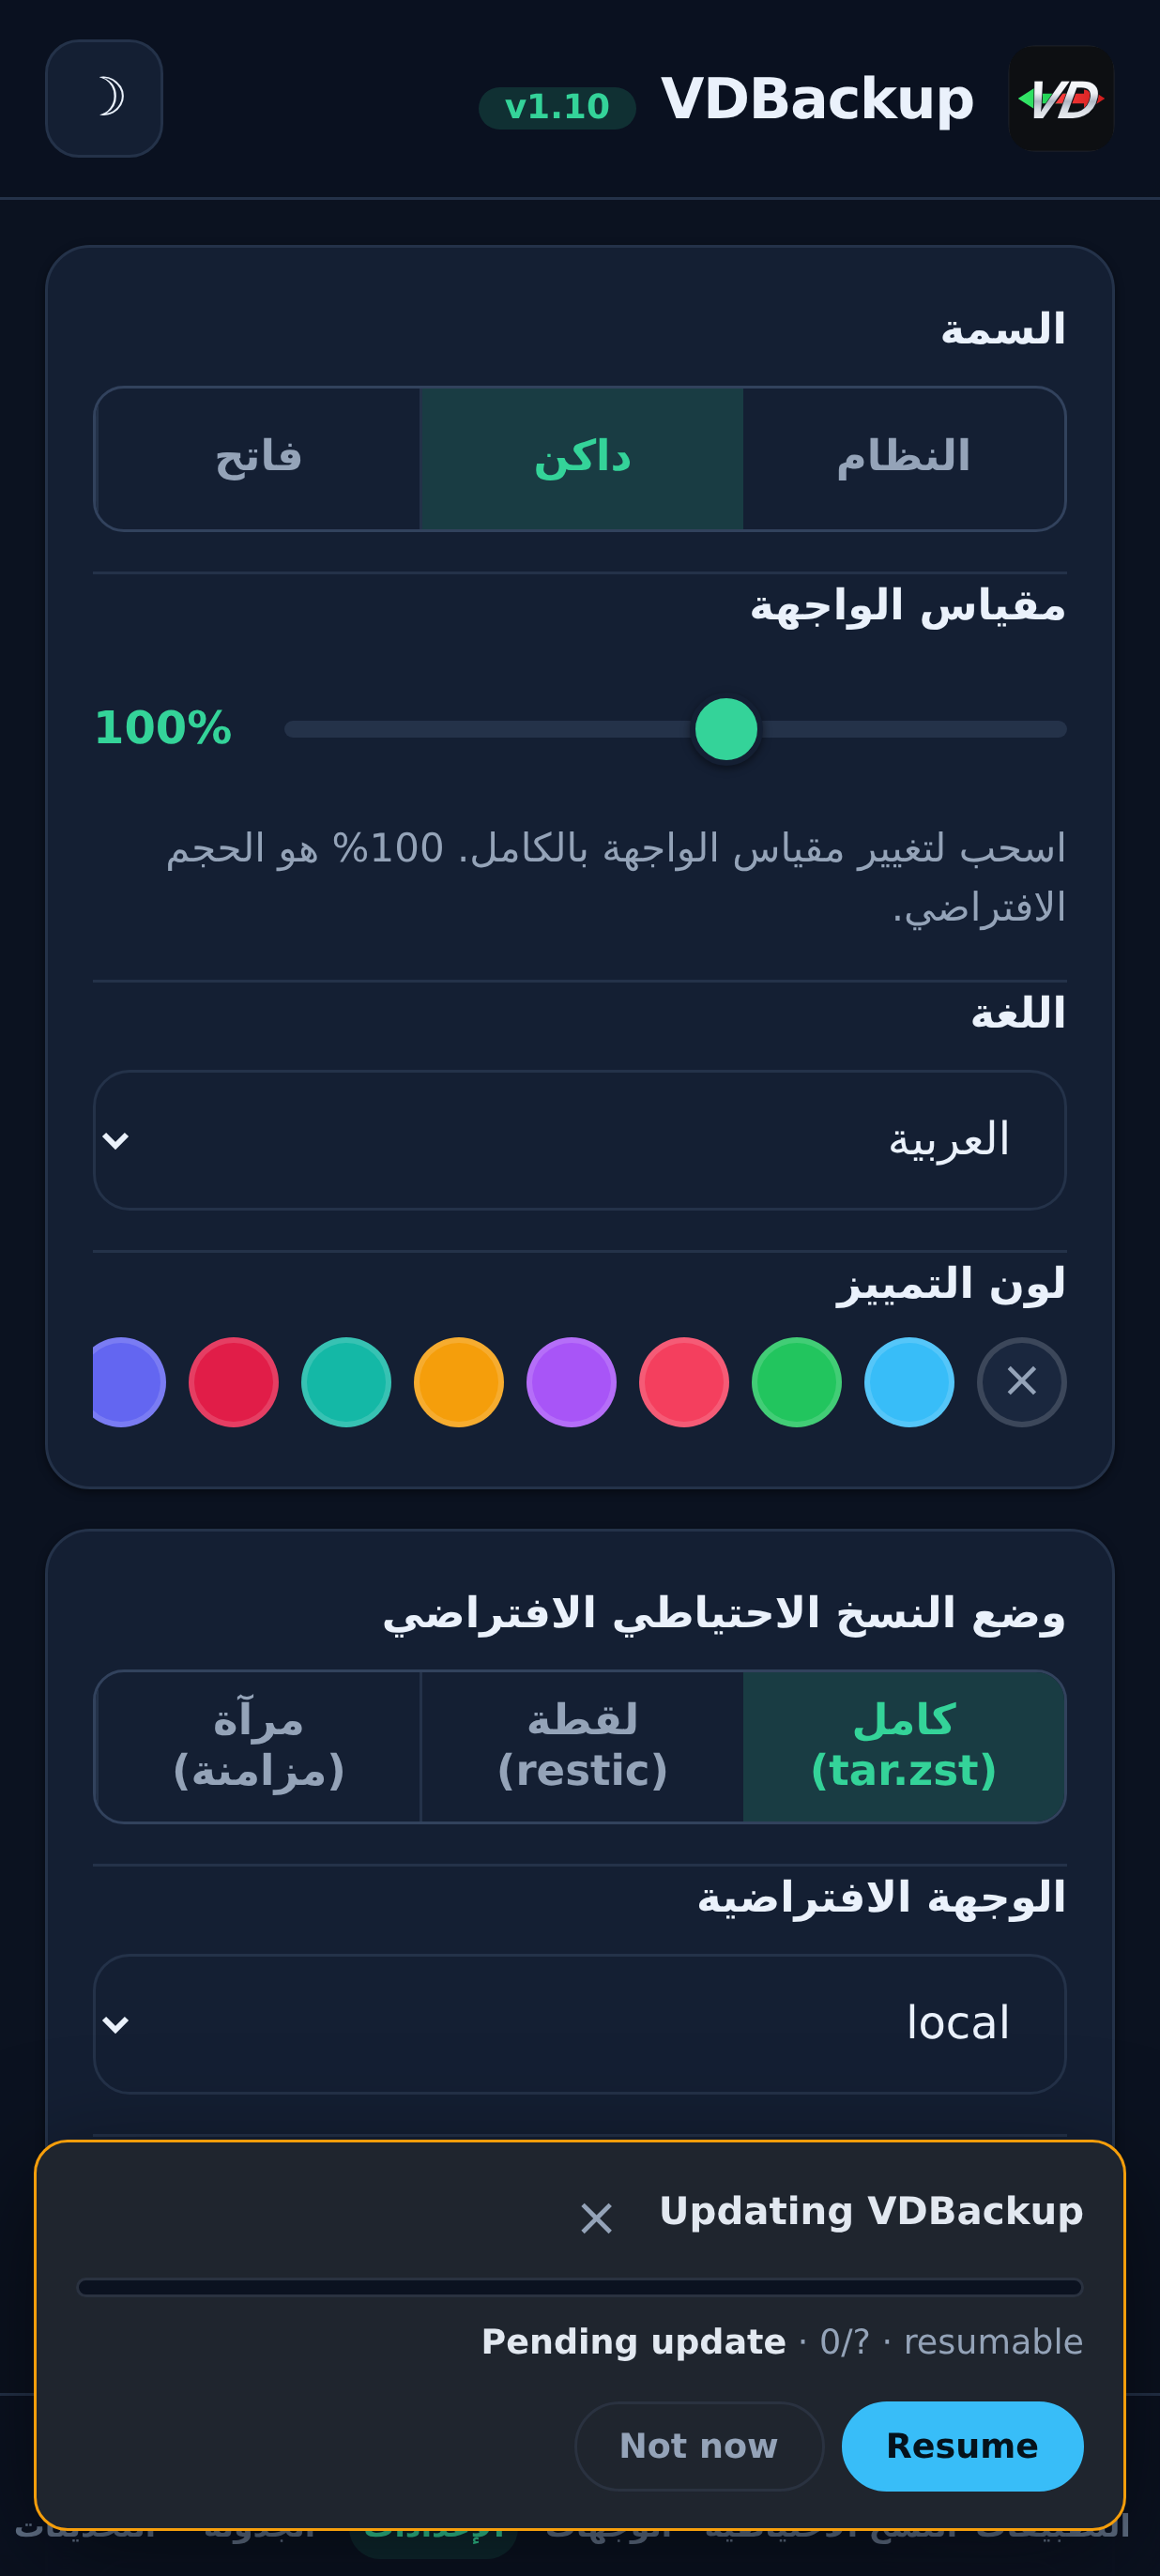 VD
VDBackup v1.10
السمة
النظام داكن فاتح
مقياس الواجهة
100%
اسحب لتغيير مقياس الواجهة بالكامل. 100% هو الحجم
الافتراضي.
اللغة
العربية
لون التمييز
وضع النسخ الاحتياطي الافتراضي
كامل (tar.zst)
لقطة (restic)
مرآة (مزامنة)
الوجهة الافتراضية
local
Updating VDBackup
Pending update · 0/? · resumable
Resume Not now